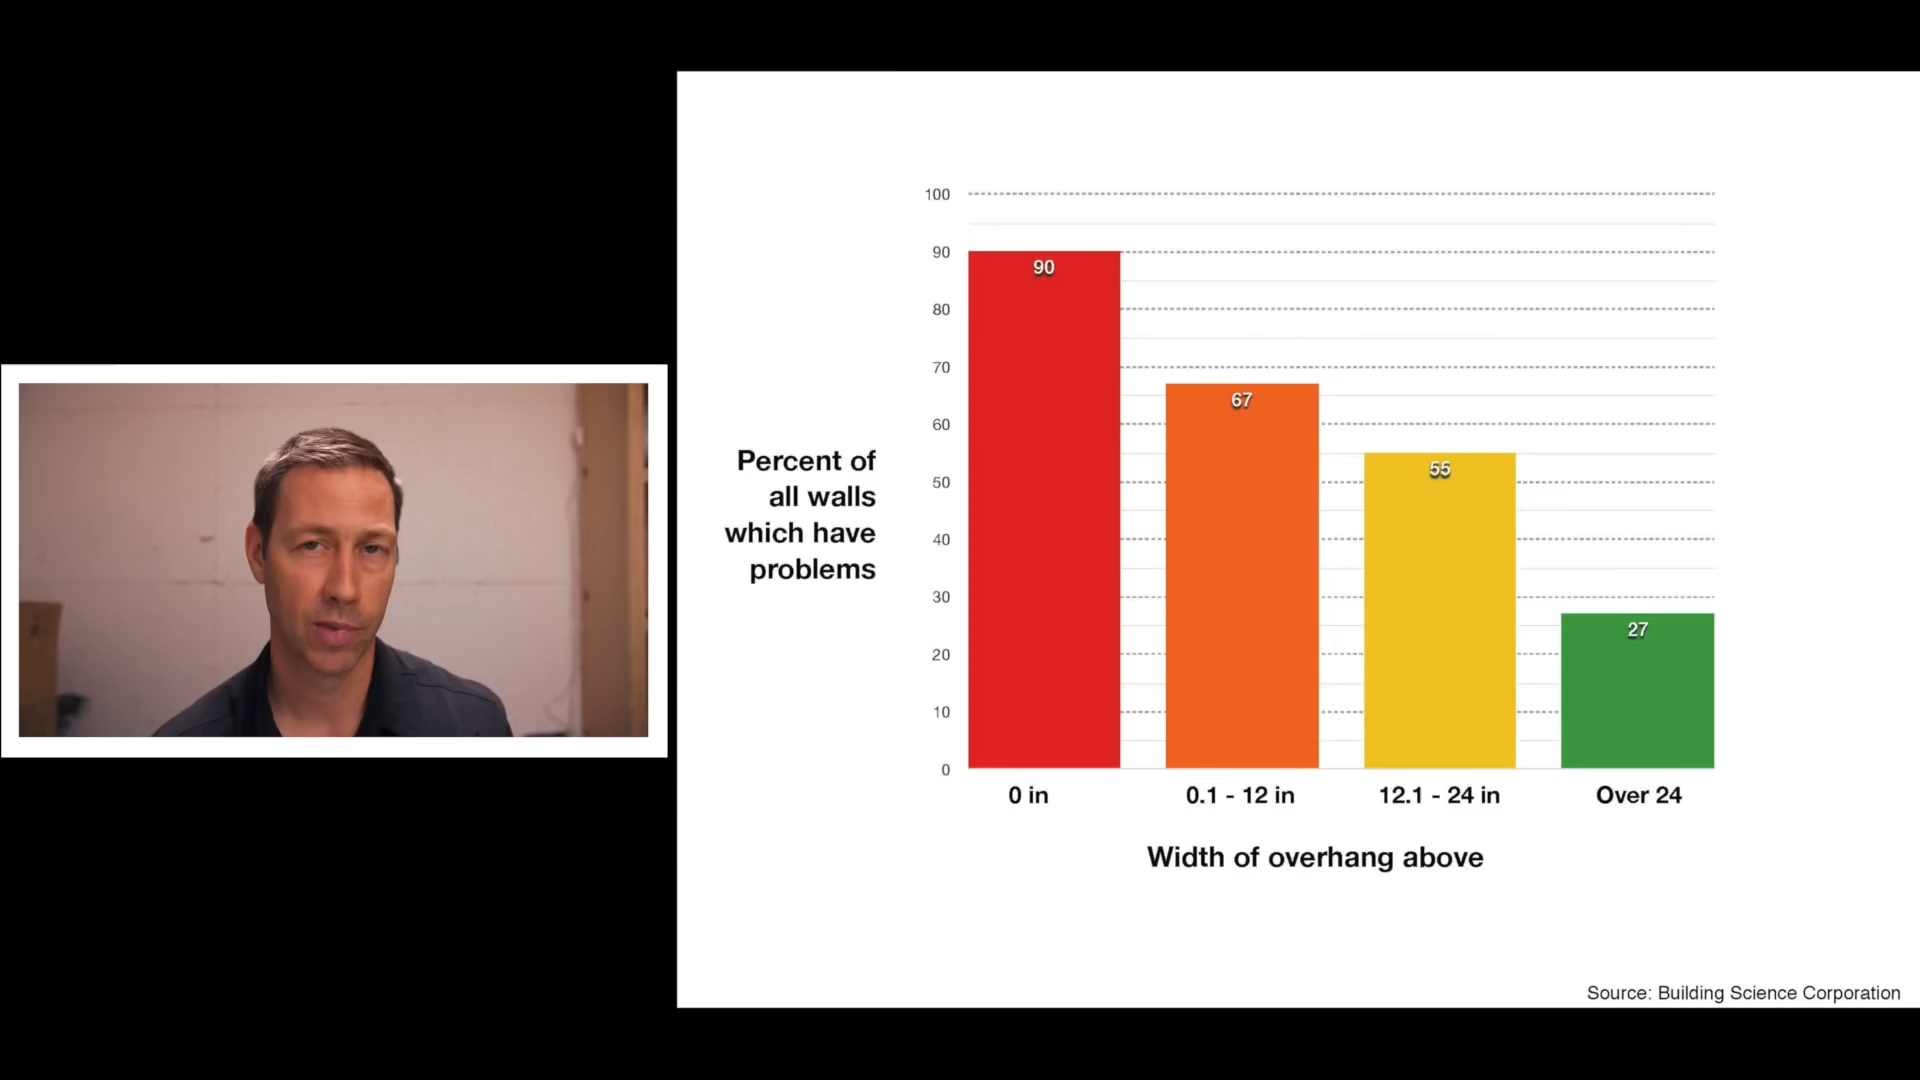 100
90
80
70
60
50
40
30
20
10
0
90
67
55
27
Percent of
all walls
which have
problems
0 in
0.1 - 12 in
12.1 - 24 in
Over 24
Width of overhang above
Source: Building Science Corporation